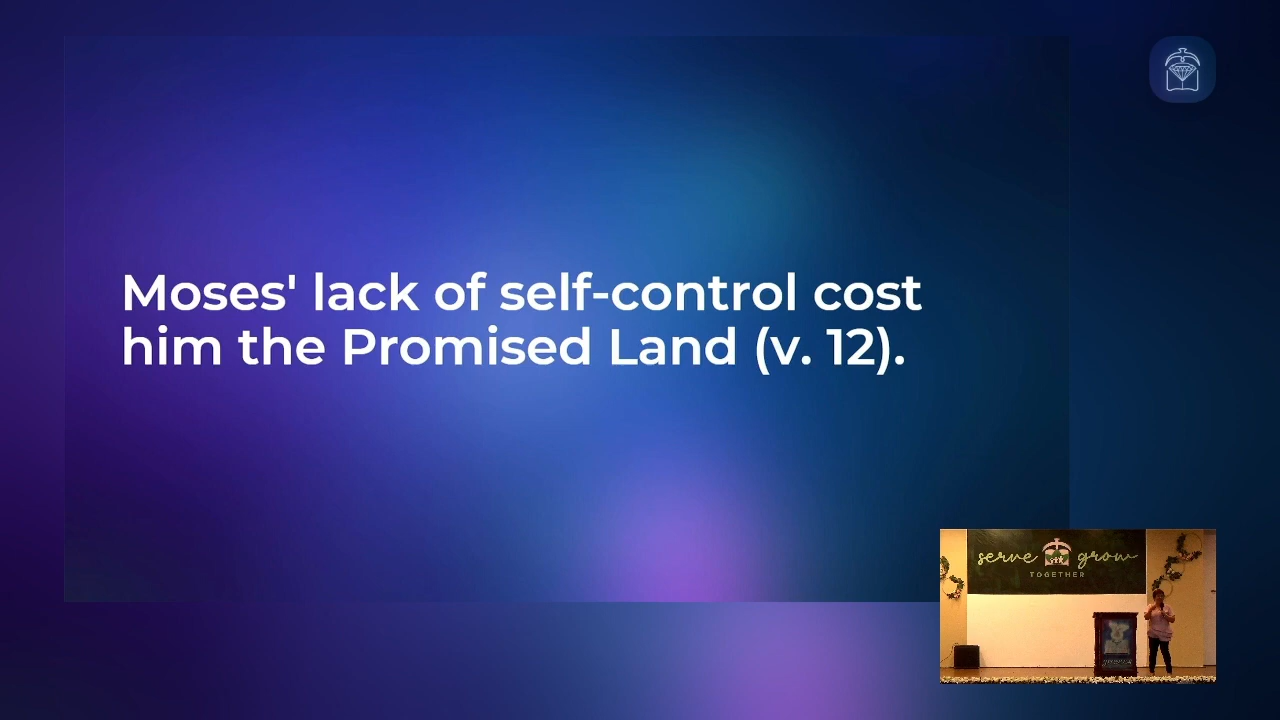 Moses' lack of self-control cost
him the Promised Land (v. 12).
serve grow
TOGETHER